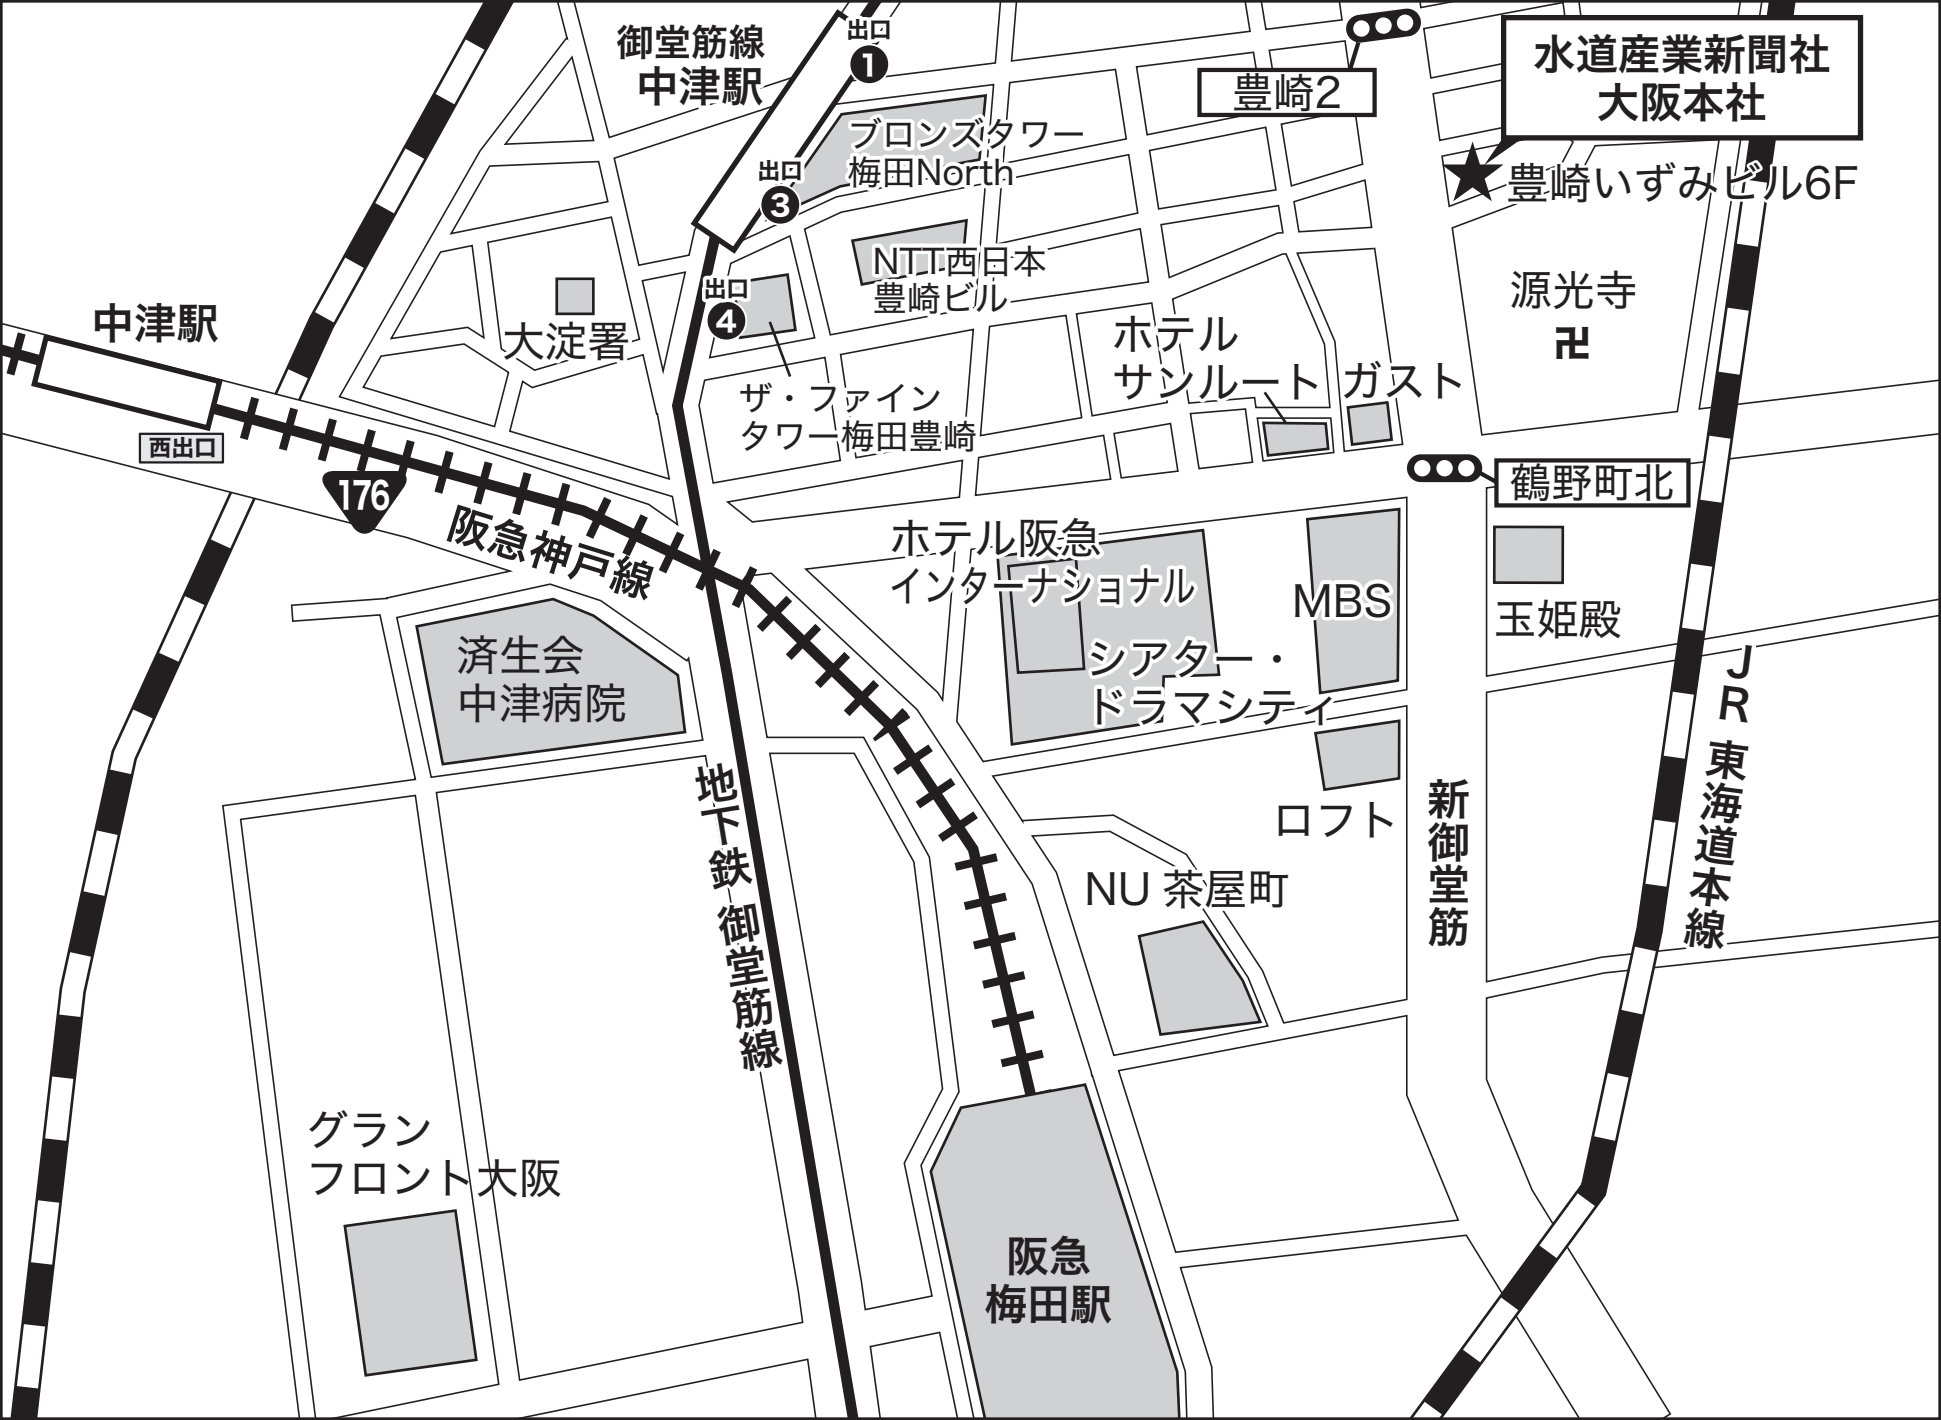 御堂筋線
中津駅
出口
1
豊崎2
水道産業新聞社
大阪本社
豊崎いずみビル6F
ブロンズタワー
梅田North
出口
3
NTT西日本
豊崎ビル
出口
4
大淀署
中津駅
西出口
176
阪急神戸線
ザ・ファイン
タワー梅田豊崎
ホテル
サンルート
ガスト
源光寺
卍
鶴野町北
玉姫殿
ホテル阪急
インターナショナル
MBS
シアター・
ドラマシティ
済生会
中津病院
ロフト
新御堂筋
JR 東海道本線
地下鉄 御堂筋線
NU 茶屋町
グラン
フロント大阪
阪急
梅田駅